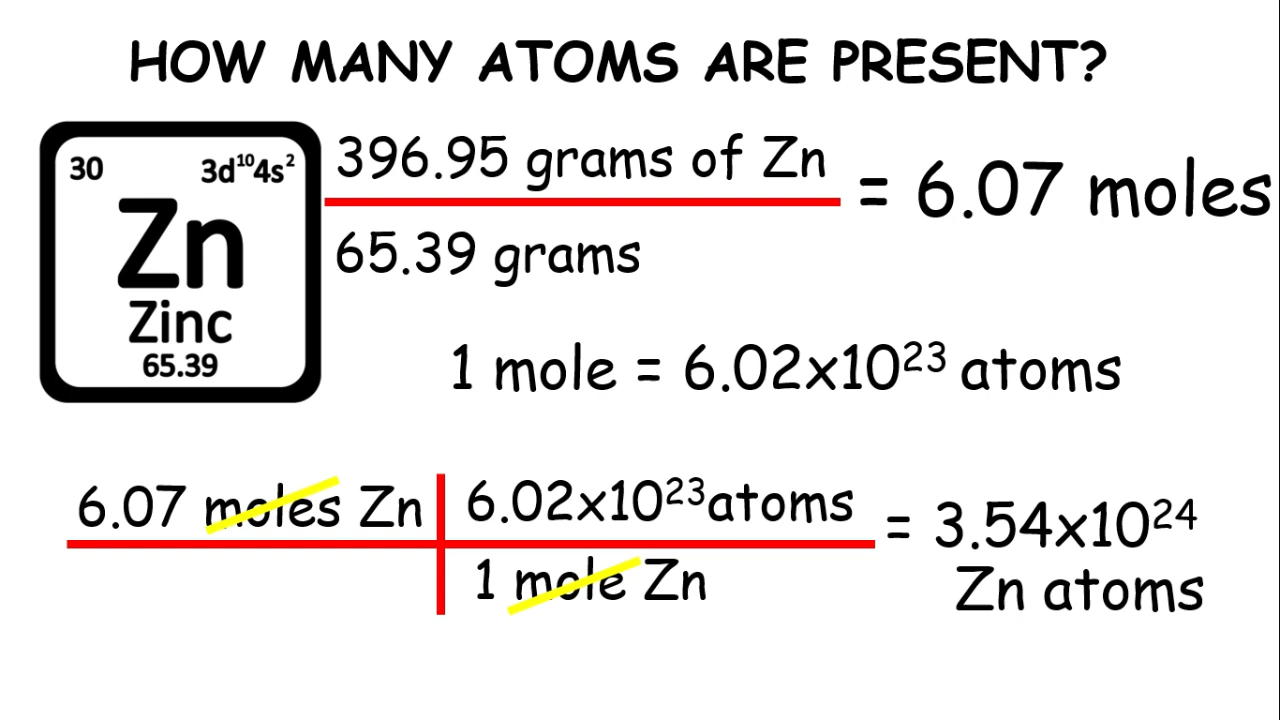 HOW MANY ATOMS ARE PRESENT?
30 3d¹⁰4s²
Zn
Zinc
65.39
396.95 grams of Zn
65.39 grams
= 6.07 moles
1 mole = 6.02x10²³ atoms
6.07 moles Zn
6.02x10²³atoms
1 mole Zn
= 3.54x10²⁴
Zn atoms